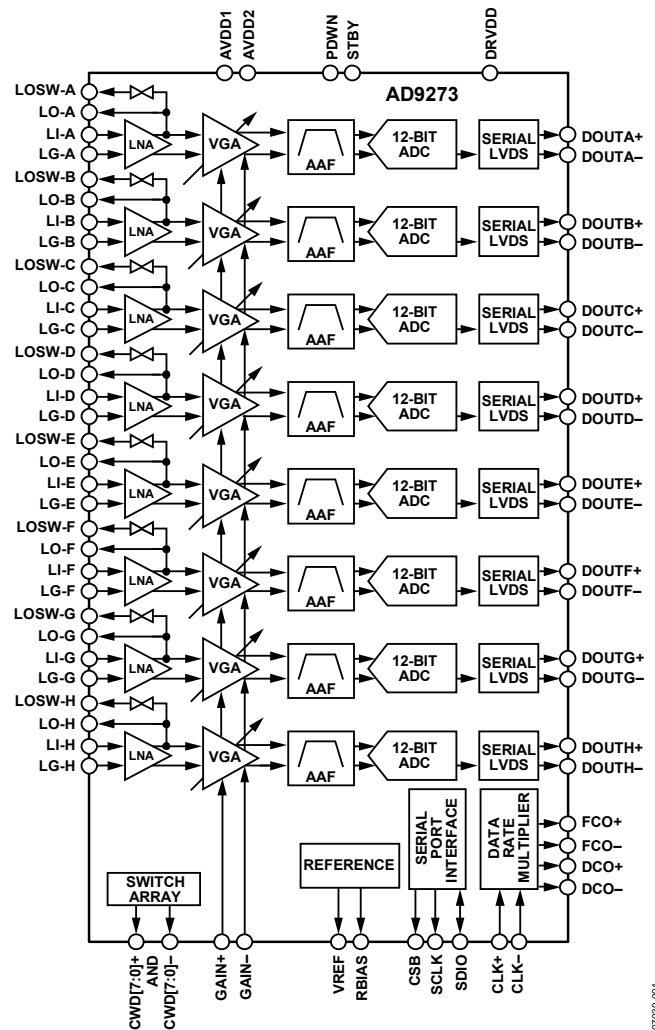 AVDD1
AVDD2
PDWN
STBY
DRVDD
AD9273
LOSW-A
LO-A
LI-A
LG-A
LNA
VGA
AAF
12-BIT
ADC
SERIAL
LVDS
DOUTA+
DOUTA–
LOSW-B
LO-B
LI-B
LG-B
LNA
VGA
AAF
12-BIT
ADC
SERIAL
LVDS
DOUTB+
DOUTB–
LOSW-C
LO-C
LI-C
LG-C
LNA
VGA
AAF
12-BIT
ADC
SERIAL
LVDS
DOUTC+
DOUTC–
LOSW-D
LO-D
LI-D
LG-D
LNA
VGA
AAF
12-BIT
ADC
SERIAL
LVDS
DOUTD+
DOUTD–
LOSW-E
LO-E
LI-E
LG-E
LNA
VGA
AAF
12-BIT
ADC
SERIAL
LVDS
DOUTE+
DOUTE–
LOSW-F
LO-F
LI-F
LG-F
LNA
VGA
AAF
12-BIT
ADC
SERIAL
LVDS
DOUTF+
DOUTF–
LOSW-G
LO-G
LI-G
LG-G
LNA
VGA
AAF
12-BIT
ADC
SERIAL
LVDS
DOUTG+
DOUTG–
LOSW-H
LO-H
LI-H
LG-H
LNA
VGA
AAF
12-BIT
ADC
SERIAL
LVDS
DOUTH+
DOUTH–
SWITCH
ARRAY
REFERENCE
SERIAL
PORT
INTERFACE
DATA
RATE
MULTIPLIER
FCO+
FCO–
DCO+
DCO–
CWD[7:0]+
AND
CWD[7:0]–
GAIN+
GAIN–
VREF
RBIAS
CSB
SCLK
SDIO
CLK+
CLK–